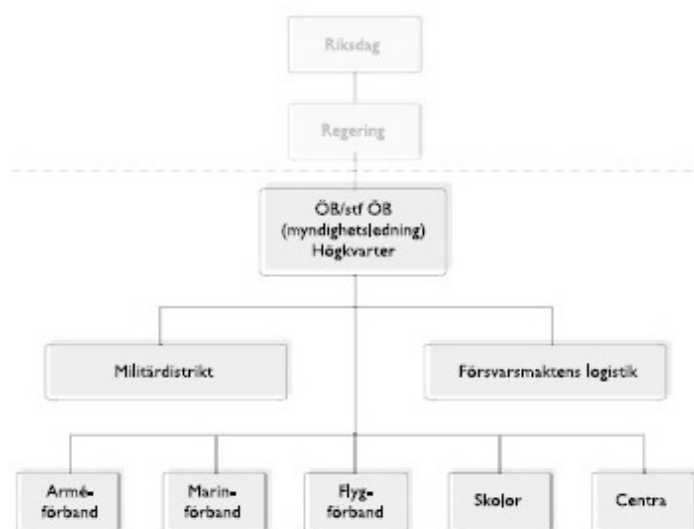 Riksdag
Regering
ÖB/stf ÖB
(myndighetsledning)
Högkvarter
Militärdistrikt
Försvarsmaktens logistik
Armé-
förband
Marin-
förband
Flyg-
förband
Skolor
Centra